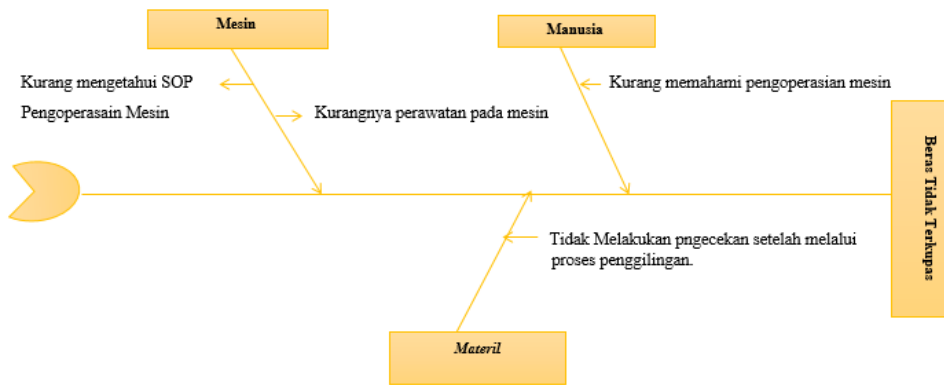 Mesin
Manusia
Kurang mengetahui SOP
Pengoperasain Mesin
Kurangnya perawatan pada mesin
Kurang memahami pengoperasian mesin
Beras Tidak Terkupas
Tidak Melakukan pngecekan setelah melalui
proses penggilingan.
Materil